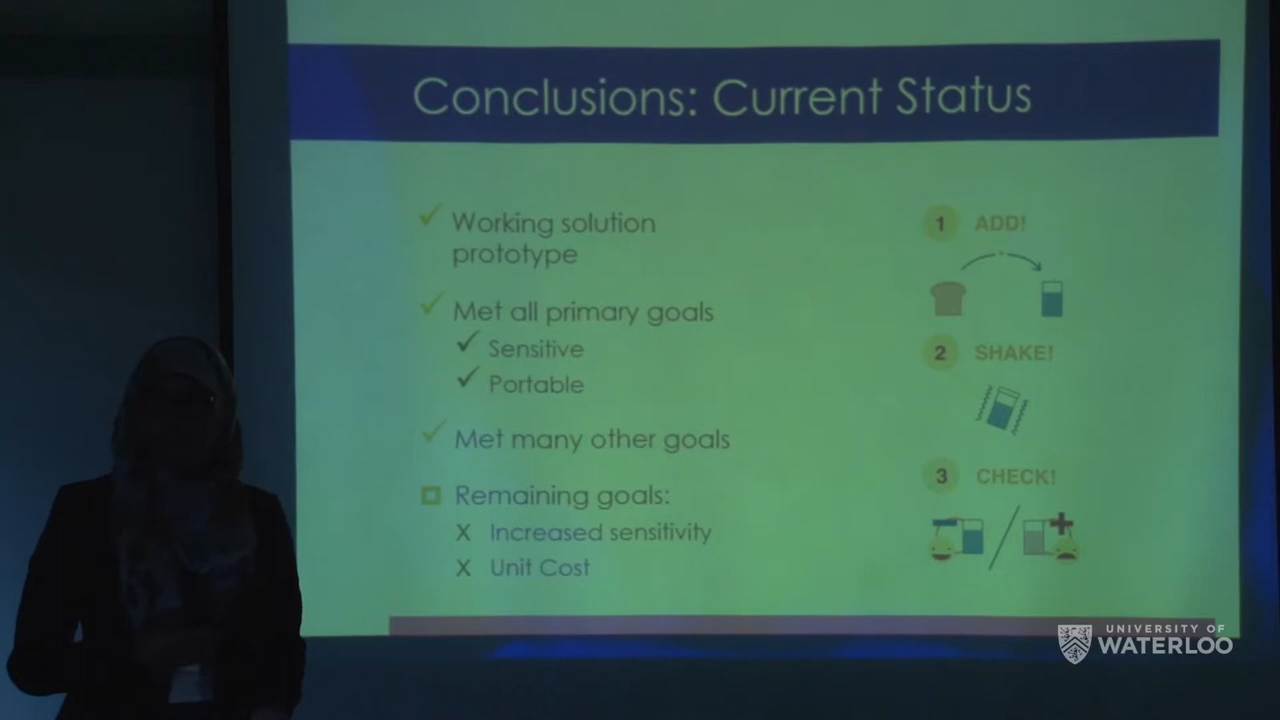 Conclusions: Current Status
✓ Working solution
prototype
✓ Met all primary goals
✓ Sensitive
✓ Portable
✓ Met many other goals
Remaining goals:
X Increased sensitivity
X Unit Cost
1 ADD!
2 SHAKE!
3 CHECK!
UNIVERSITY OF
WATERLOO